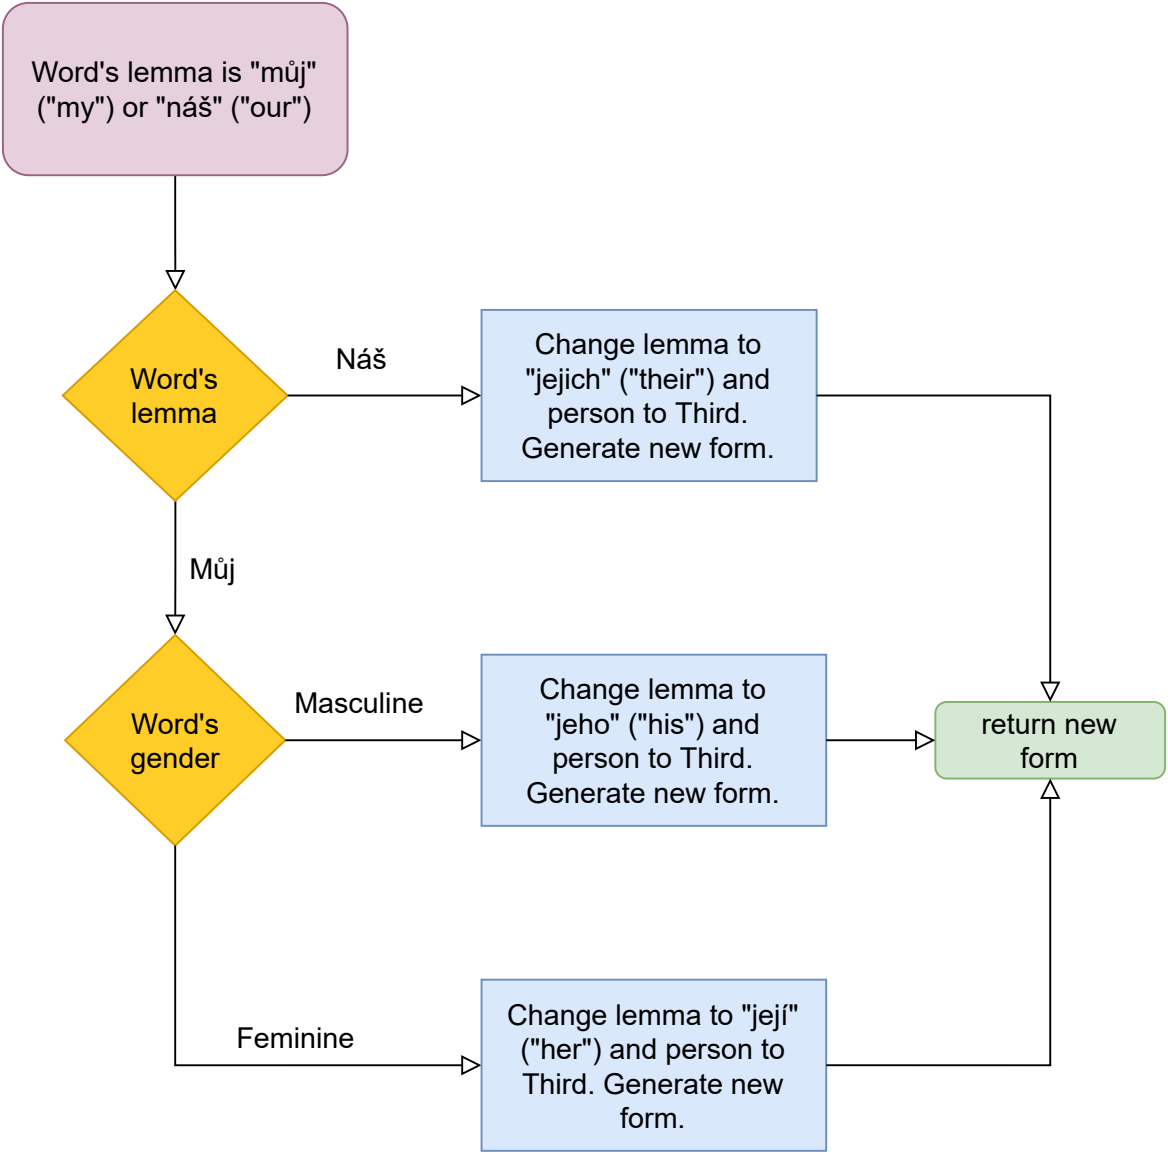 Word's lemma is "můj"
("my") or "náš" ("our")
Word's
lemma
Náš
Change lemma to
"jejich" ("their") and
person to Third.
Generate new form.
Můj
Word's
gender
Masculine
Change lemma to
"jeho" ("his") and
person to Third.
Generate new form.
return new
form
Feminine
Change lemma to "její"
("her") and person to
Third. Generate new
form.